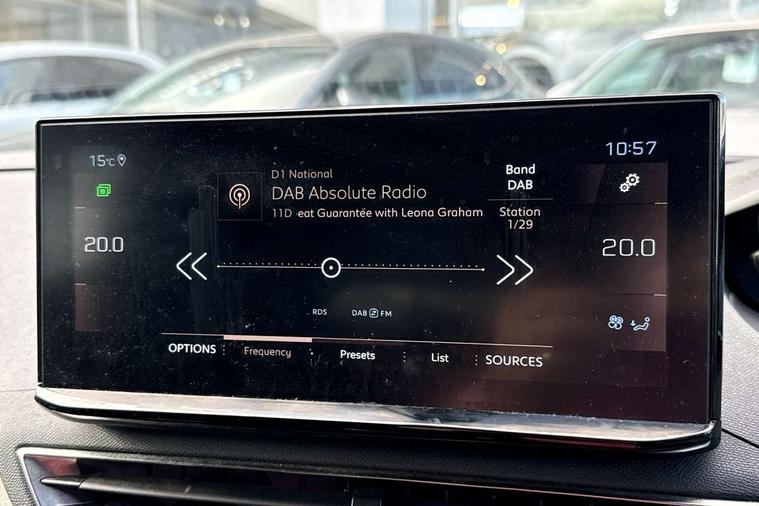 15°C
10:57
D1 National
DAB Absolute Radio
11D eat Guarantee with Leona Graham
Band
DAB
Station
1/29
20.0
20.0
RDS
DAB FM
OPTIONS
Frequency
Presets
List
SOURCES